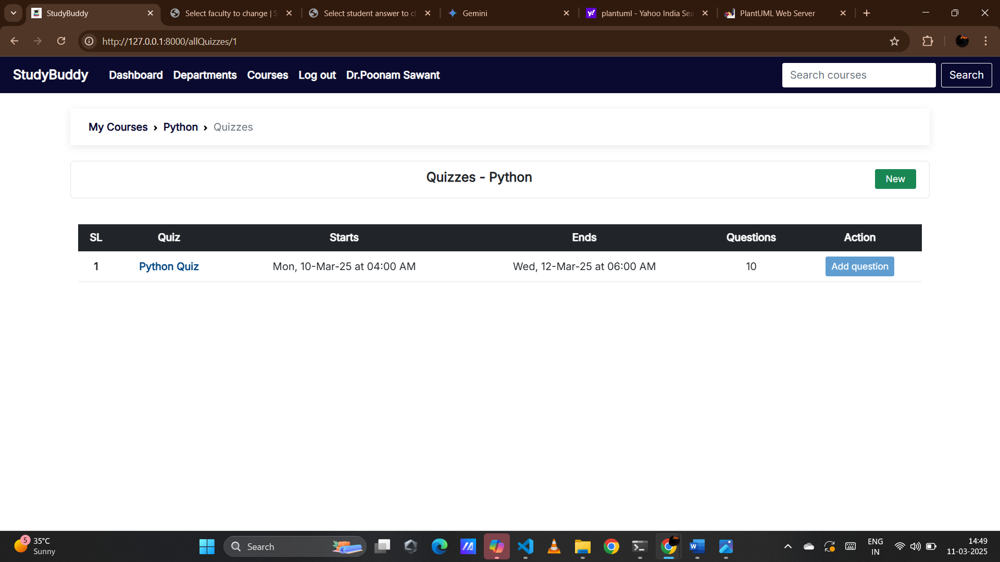 StudyBuddy
Select faculty to change | S
Select student answer to cl
Gemini
plantuml - Yahoo India Sea
PlantUML Web Server
http://127.0.0.1:8000/allQuizzes/1
StudyBuddy Dashboard Departments Courses Log out Dr.Poonam Sawant Search courses Search
My Courses › Python › Quizzes
Quizzes - Python New
SL Quiz Starts Ends Questions Action
1 Python Quiz Mon, 10-Mar-25 at 04:00 AM Wed, 12-Mar-25 at 06:00 AM 10 Add question
5
35°C
Sunny
Search
ENG
IN
14:49
11-03-2025